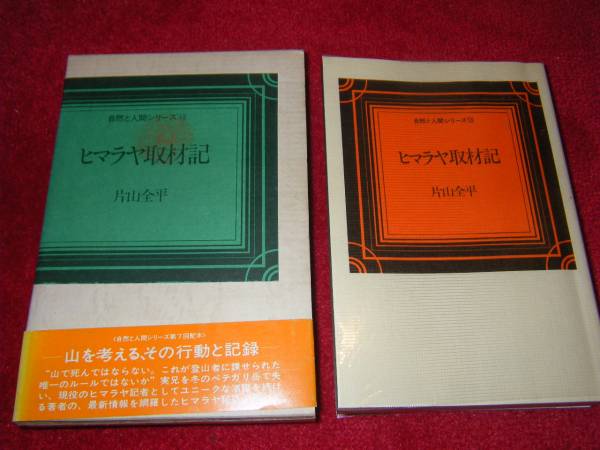 自然と人間シリーズ
ヒマラヤ取材記
片山全平
〈自然と人間シリーズ第7回配本〉
山を考える、その行動と記録
“山で死んではならない。これが登山者に課せられた
唯一のルールではないか”実兄を冬のペテガリ岳で失
い、現役のヒマラヤ記者としてユニークな活躍を続け
る著者の、最新情報を網羅したヒマラヤ
自然と人間シリーズ⑬
ヒマラヤ取材記
片山全平